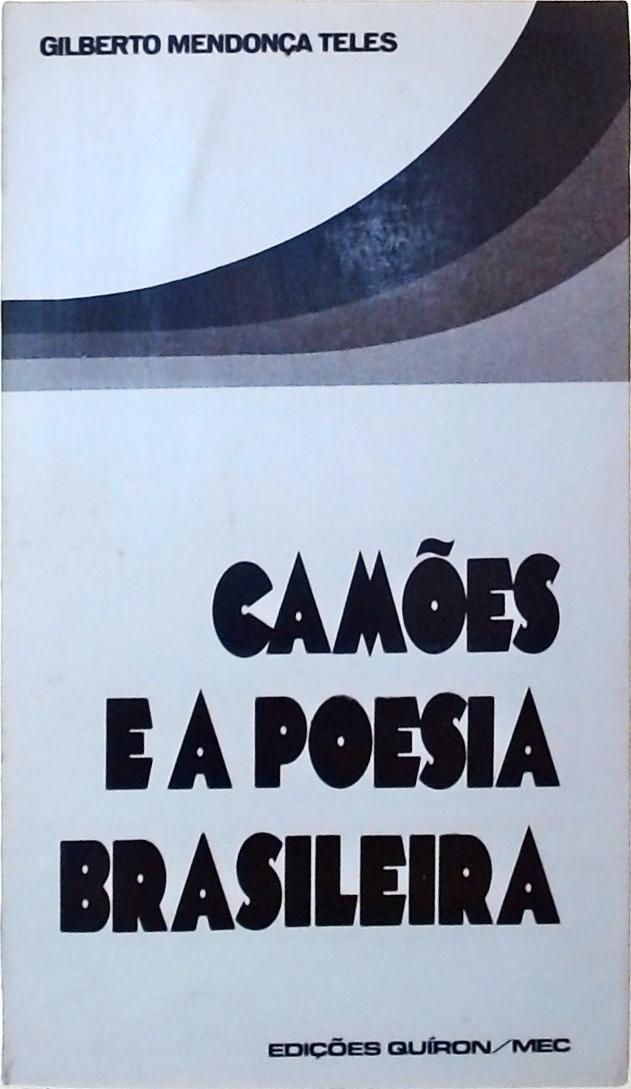 GILBERTO MENDONÇA TELES
CAMÕES
E A POESIA
BRASILEIRA
EDIÇÕES QUÍRON/MEC